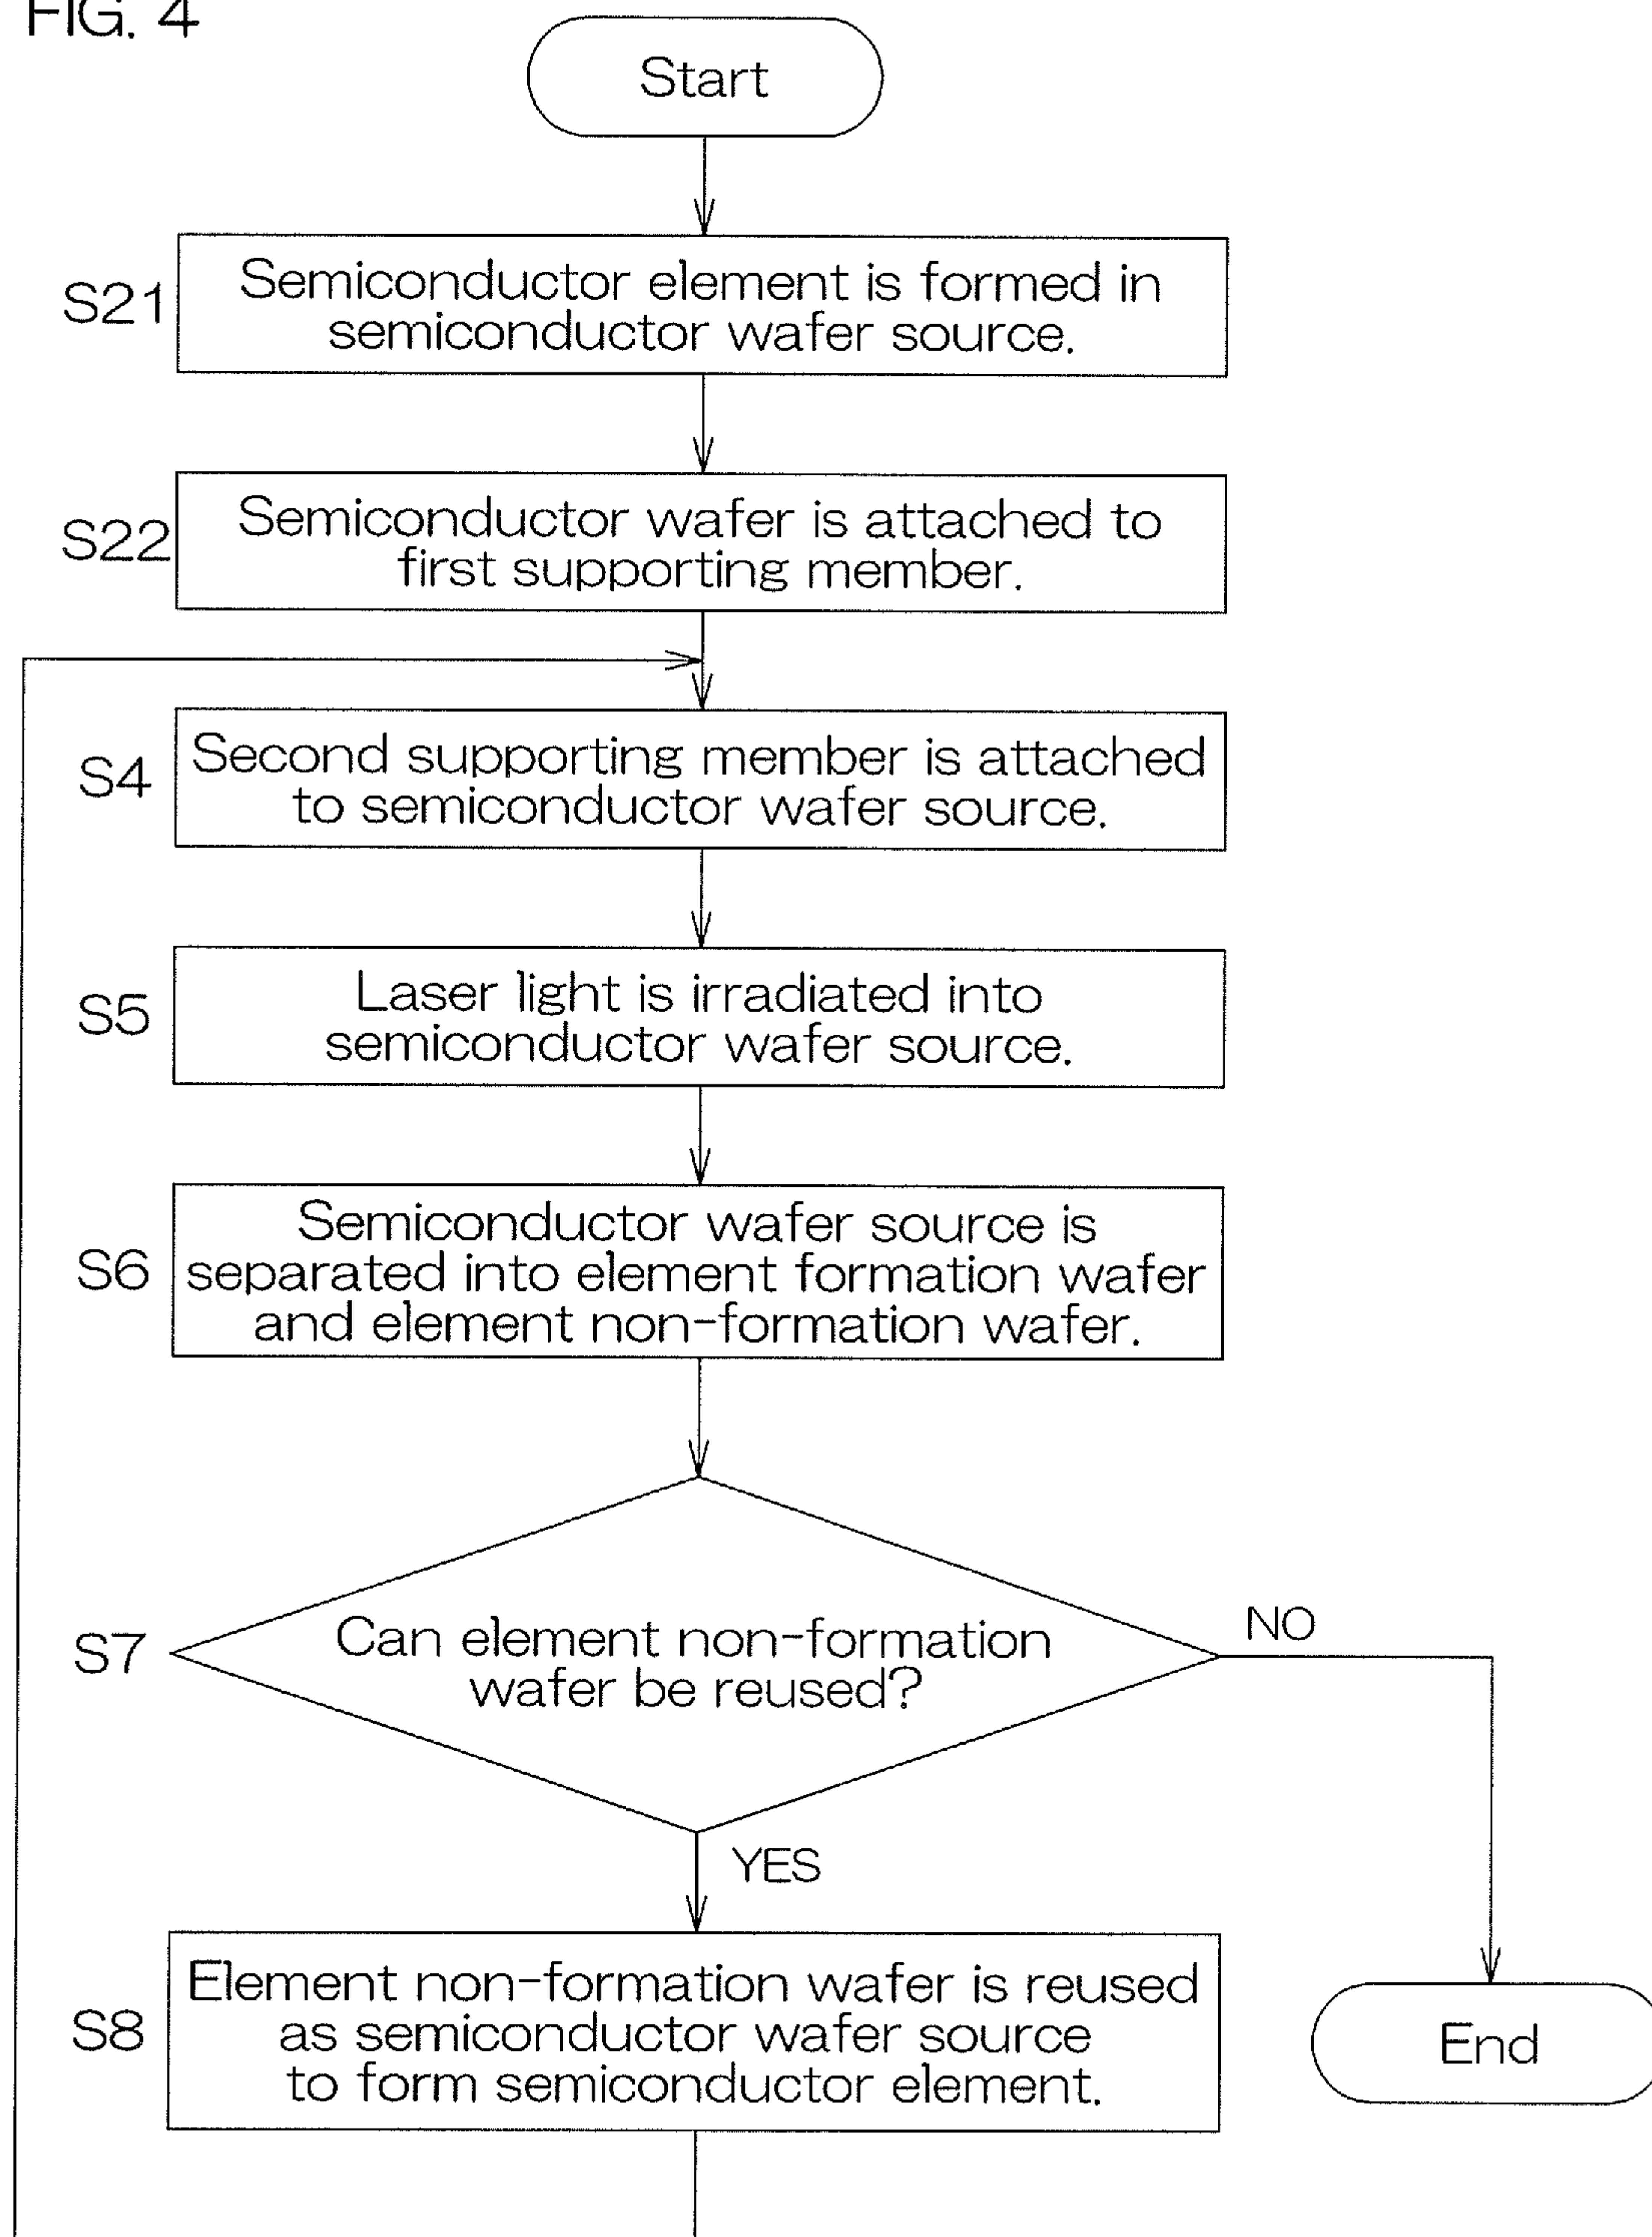 FIG. 4
Start
S21
Semiconductor element is formed in
semiconductor wafer source.
S22
Semiconductor wafer is attached to
first supporting member.
S4
Second supporting member is attached
to semiconductor wafer source.
S5
Laser light is irradiated into
semiconductor wafer source.
S6
Semiconductor wafer source is
separated into element formation wafer
and element non-formation wafer.
S7
Can element non-formation
wafer be reused?
NO
YES
S8
Element non-formation wafer is reused
as semiconductor wafer source
to form semiconductor element.
End